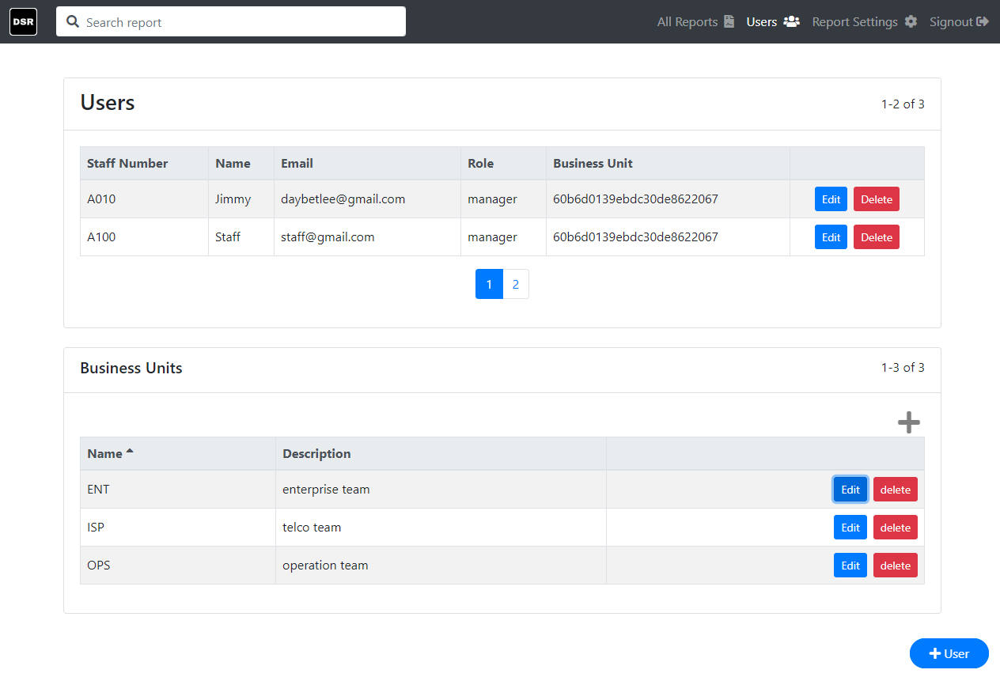 DSR Search report All Reports Users Report Settings Signout
Users 1-2 of 3
Staff Number Name Email Role Business Unit
A010 Jimmy daybetlee@gmail.com manager 60b6d0139ebdc30de8622067 Edit Delete
A100 Staff staff@gmail.com manager 60b6d0139ebdc30de8622067 Edit Delete
1 2
Business Units 1-3 of 3
Name Description
ENT enterprise team Edit delete
ISP telco team Edit delete
OPS operation team Edit delete
User